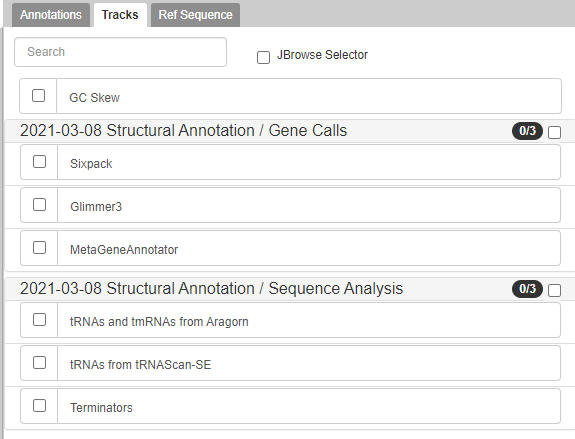 Annotations Tracks Ref Sequence
Search JBrowse Selector
GC Skew
2021-03-08 Structural Annotation / Gene Calls 0/3
Sixpack
Glimmer3
MetaGeneAnnotator
2021-03-08 Structural Annotation / Sequence Analysis 0/3
tRNAs and tmRNAs from Aragorn
tRNAs from tRNAScan-SE
Terminators